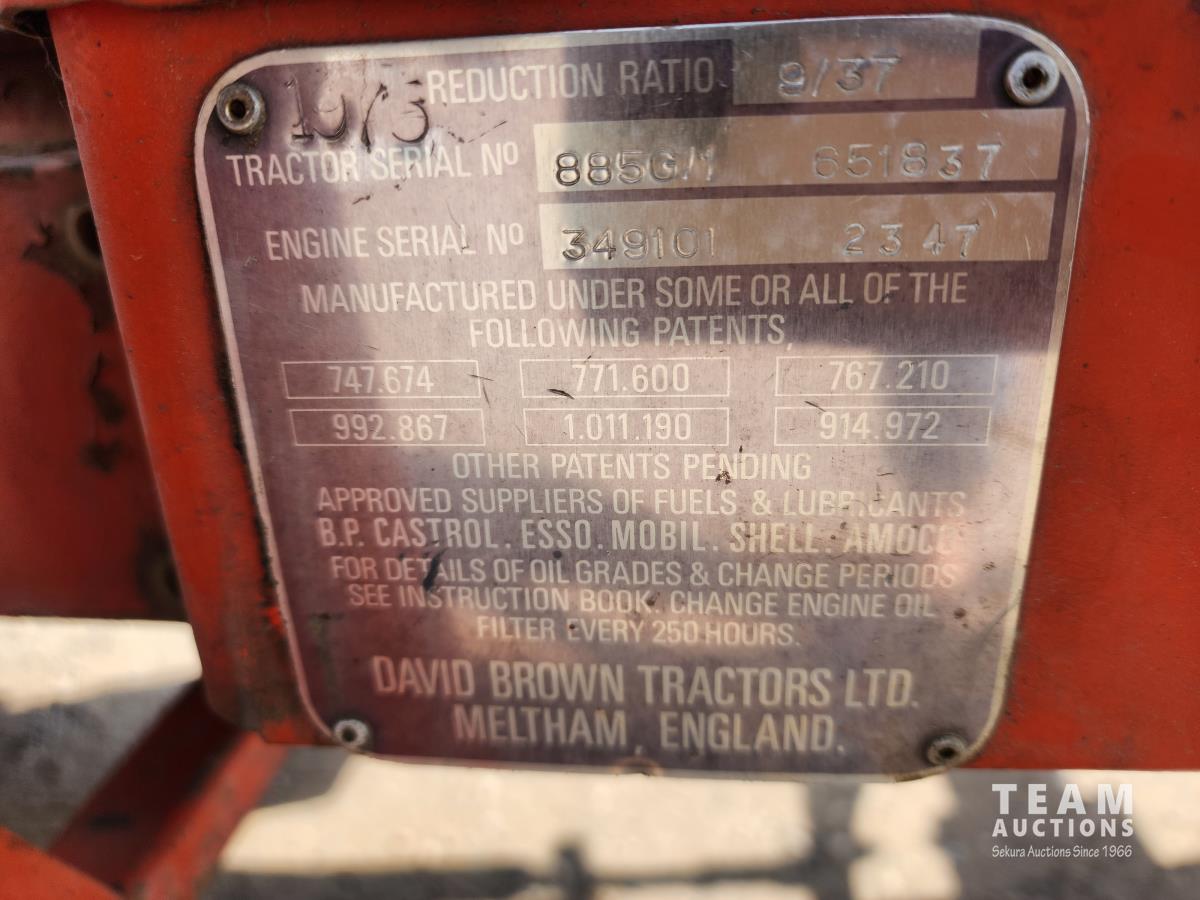 1973
REDUCTION RATIO 9/37
TRACTOR SERIAL Nº 885G/1 651837
ENGINE SERIAL Nº 349101 2347
MANUFACTURED UNDER SOME OR ALL OF THE
FOLLOWING PATENTS,
747.674 771.600 767.210
992.867 1.011.190 914.972
OTHER PATENTS PENDING
APPROVED SUPPLIERS OF FUELS & LUBRICANTS
B.P. CASTROL. ESSO. MOBIL. SHELL. AMOCO
FOR DETAILS OF OIL GRADES & CHANGE PERIODS
SEE INSTRUCTION BOOK. CHANGE ENGINE OIL
FILTER EVERY 250 HOURS.
DAVID BROWN TRACTORS LTD.
MELTHAM, ENGLAND.
TEAM
AUCTIONS
Sekura Auctions Since 1966